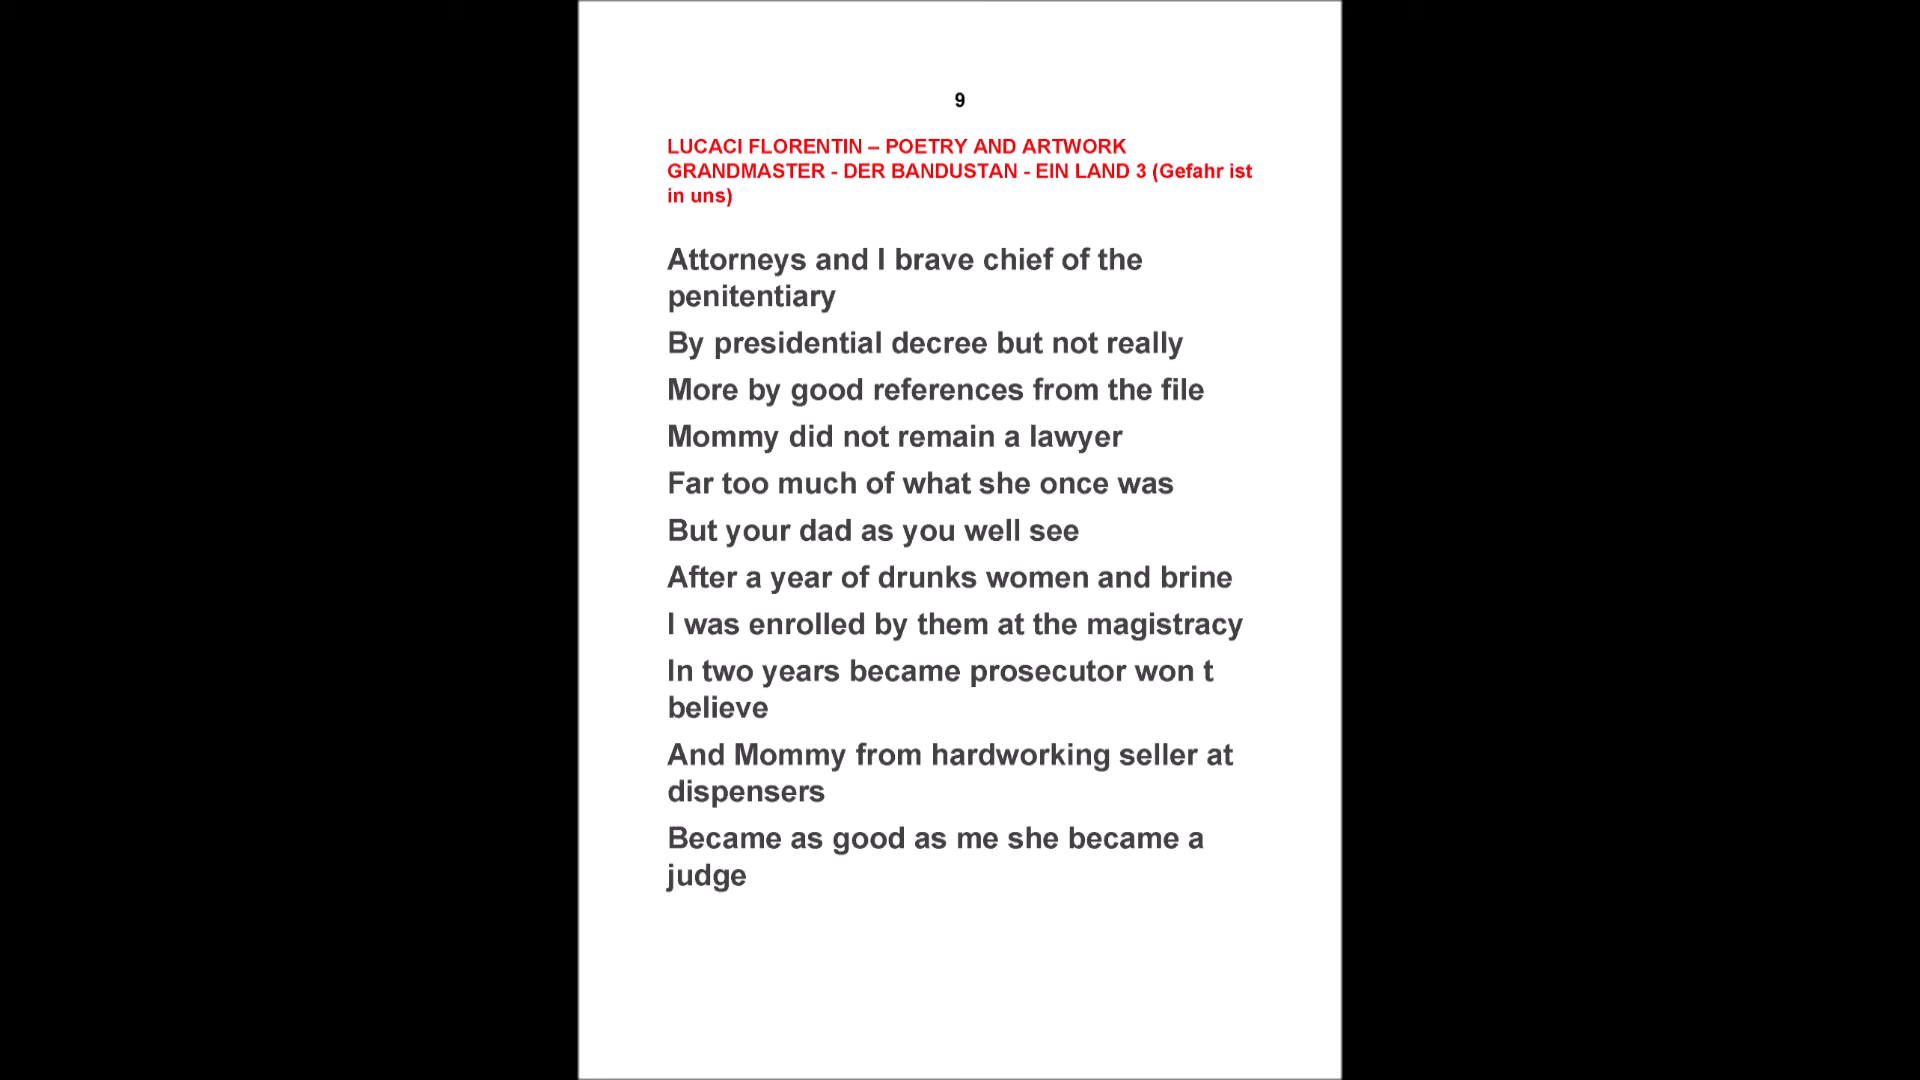 9
LUCACI FLORENTIN – POETRY AND ARTWORK
GRANDMASTER - DER BANDUSTAN - EIN LAND 3 (Gefahr ist
in uns)
Attorneys and I brave chief of the
penitentiary
By presidential decree but not really
More by good references from the file
Mommy did not remain a lawyer
Far too much of what she once was
But your dad as you well see
After a year of drunks women and brine
I was enrolled by them at the magistracy
In two years became prosecutor won t
believe
And Mommy from hardworking seller at
dispensers
Became as good as me she became a
judge